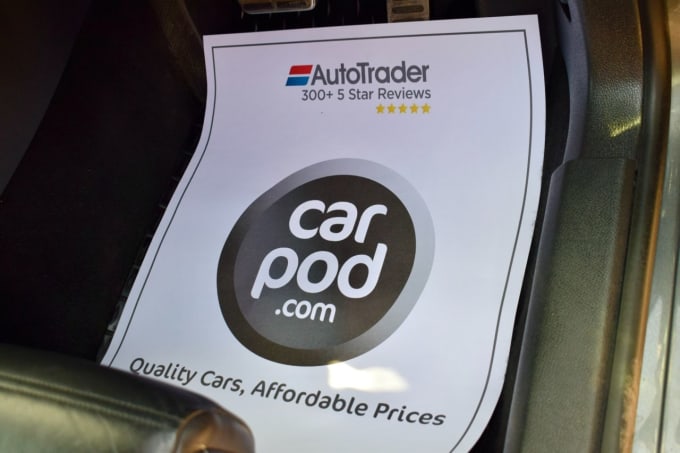 AutoTrader
300+ 5 Star Reviews
car
pod
.com
Quality Cars, Affordable Prices